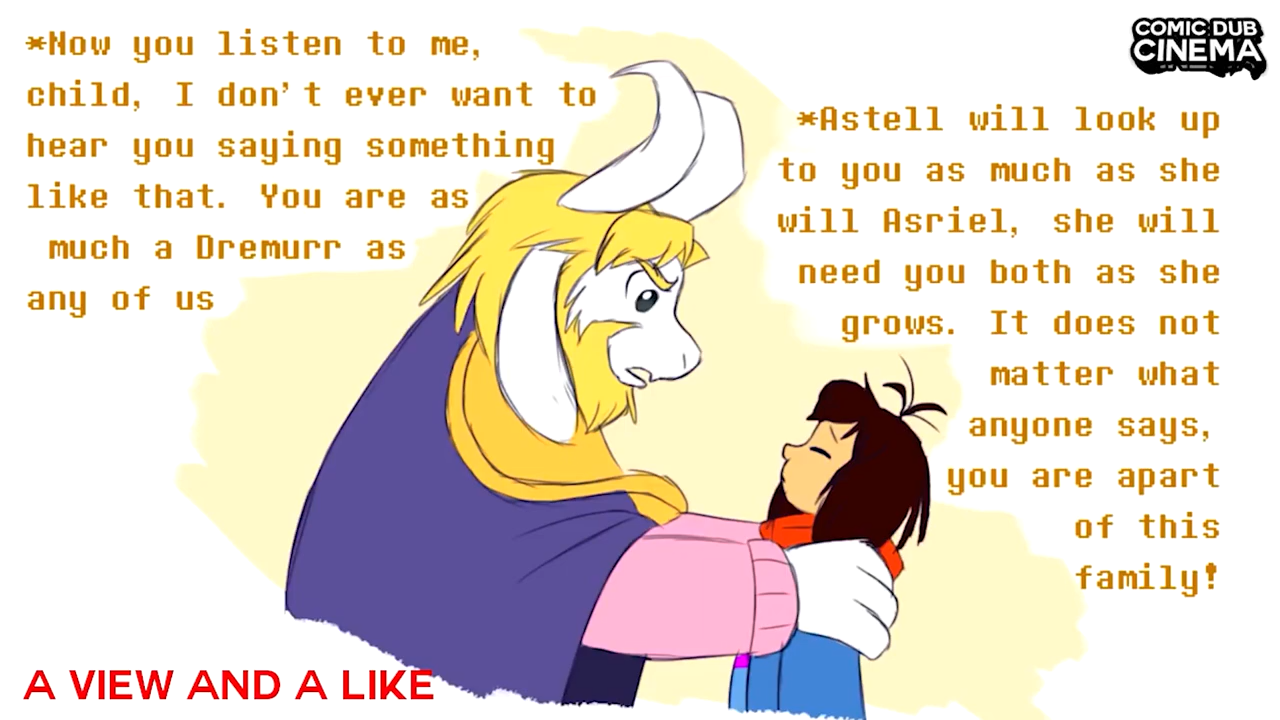 *Now you listen to me,
child, I don't ever want to
hear you saying something
like that. You are as
much a Dremurr as
any of us
COMIC DUB
CINEMA
*Astell will look up
to you as much as she
will Asriel, she will
need you both as she
grows. It does not
matter what
anyone says,
you are apart
of this
family!
A VIEW AND A LIKE